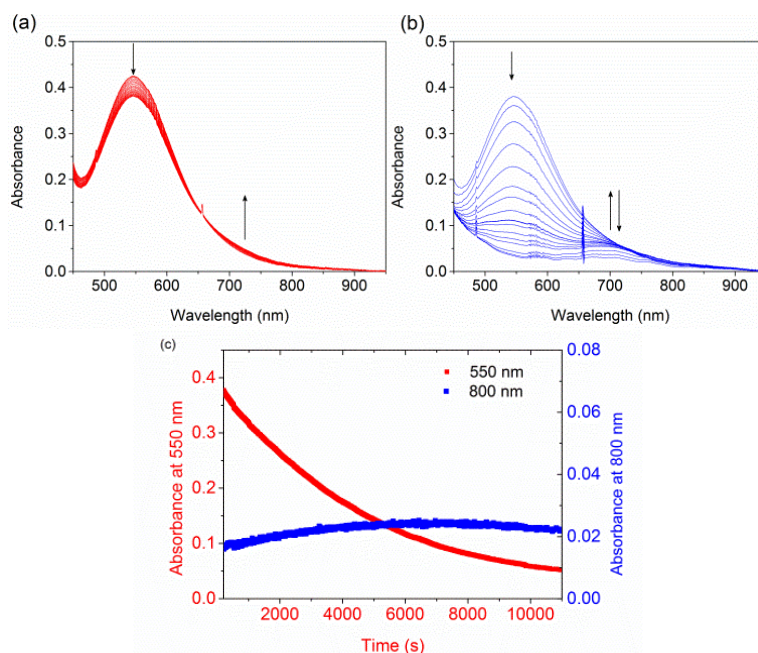 (a)
(b)
0.5
0.4
0.3
0.2
0.1
0.0
Absorbance
500 600 700 800 900
Wavelength (nm)
0.5
0.4
0.3
0.2
0.1
0.0
Absorbance
500 600 700 800 900
Wavelength (nm)
(c)
0.4
0.3
0.2
0.1
0.0
Absorbance at 550 nm
550 nm
800 nm
0.08
0.06
0.04
0.02
0.00
Absorbance at 800 nm
2000 4000 6000 8000 10000
Time (s)